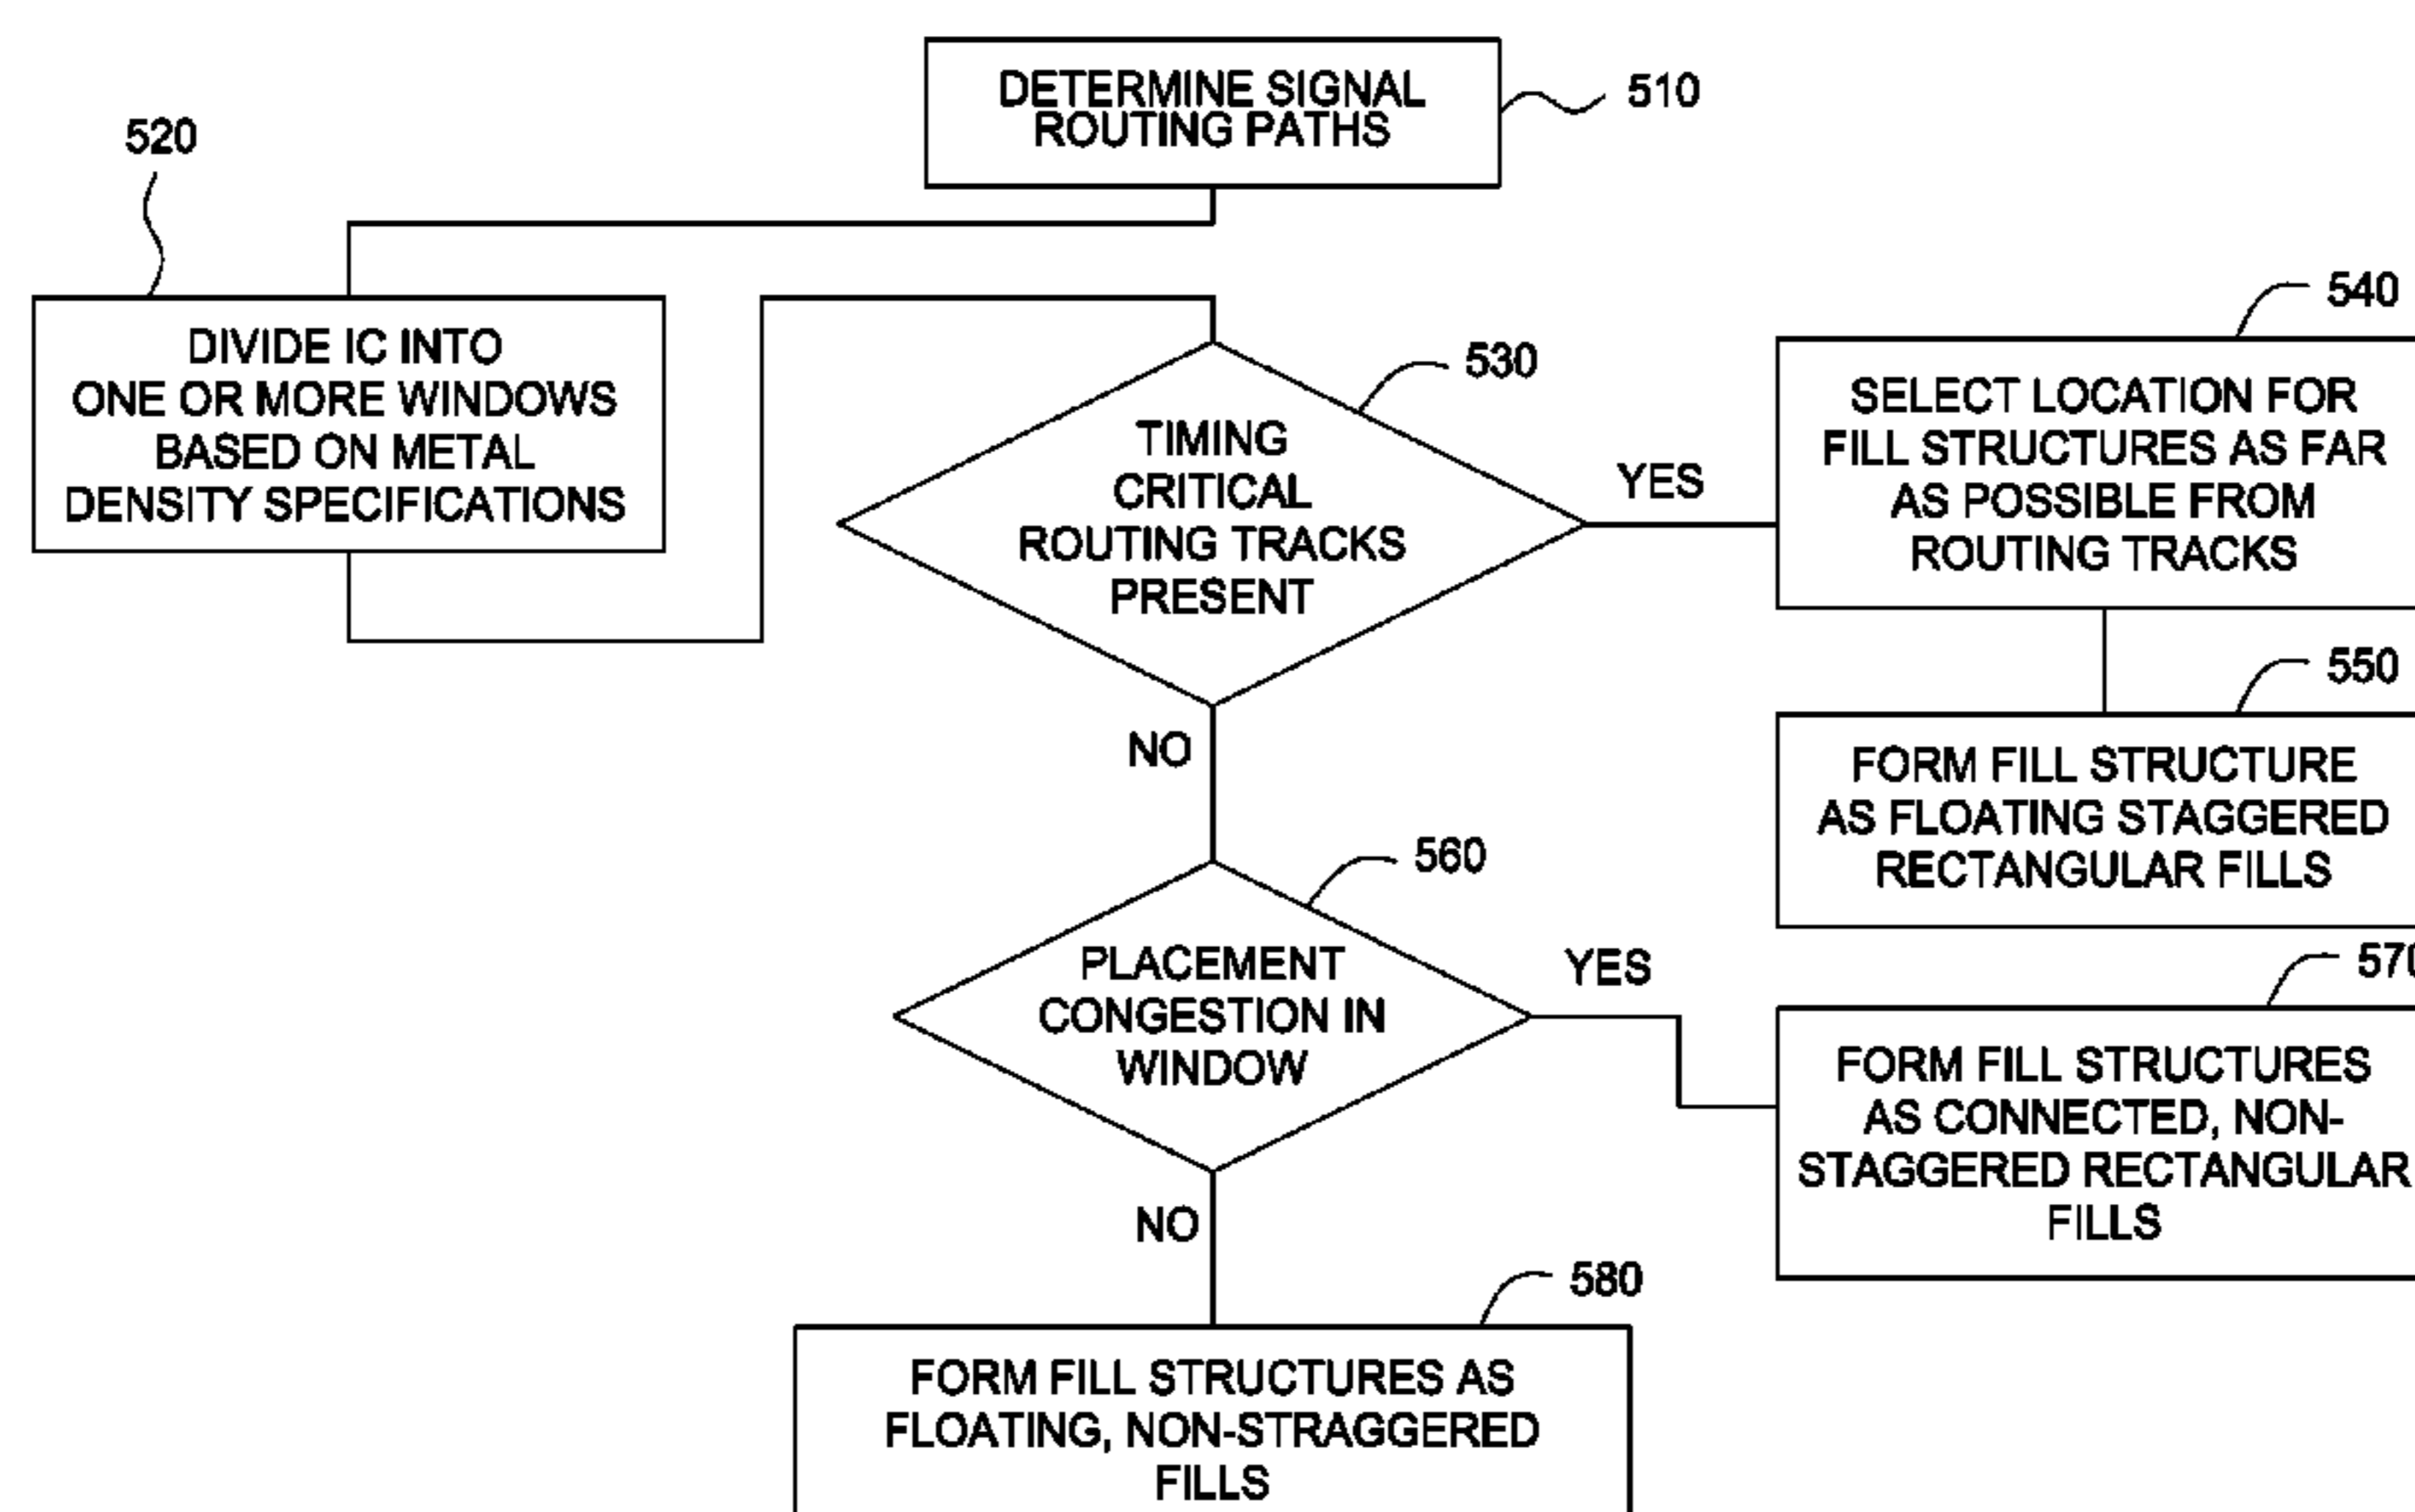 DETERMINE SIGNAL
ROUTING PATHS
510
520
DIVIDE IC INTO
ONE OR MORE WINDOWS
BASED ON METAL
DENSITY SPECIFICATIONS
530
TIMING
CRITICAL
ROUTING TRACKS
PRESENT
YES
540
SELECT LOCATION FOR
FILL STRUCTURES AS FAR
AS POSSIBLE FROM
ROUTING TRACKS
550
FORM FILL STRUCTURE
AS FLOATING STAGGERED
RECTANGULAR FILLS
NO
560
PLACEMENT
CONGESTION IN
WINDOW
YES
570
FORM FILL STRUCTURES
AS CONNECTED, NON-
STAGGERED RECTANGULAR
FILLS
NO
580
FORM FILL STRUCTURES AS
FLOATING, NON-STRAGGERED
FILLS